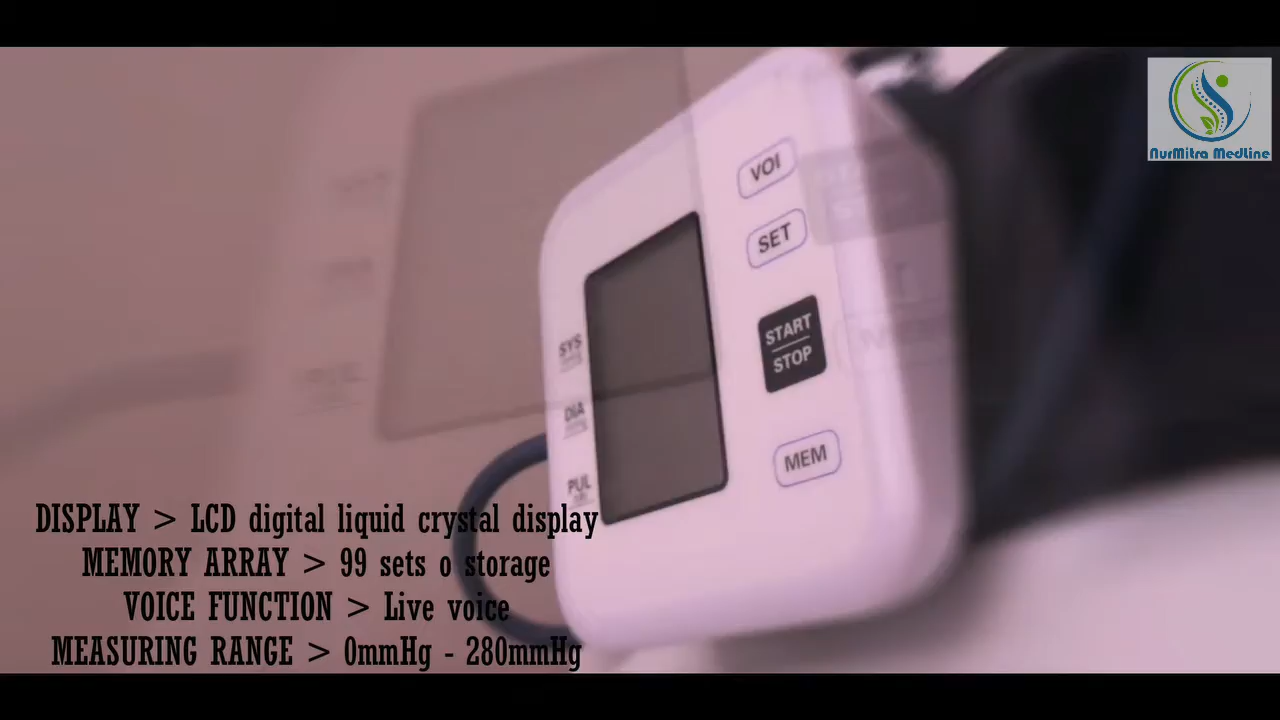 NurMitra MedLine
VOI
SET
START
STOP
MEM
SYS
DIA
PUL
DISPLAY > LCD digital liquid crystal display
MEMORY ARRAY > 99 sets o storage
VOICE FUNCTION > Live voice
MEASURING RANGE > 0mmHg - 280mmHg